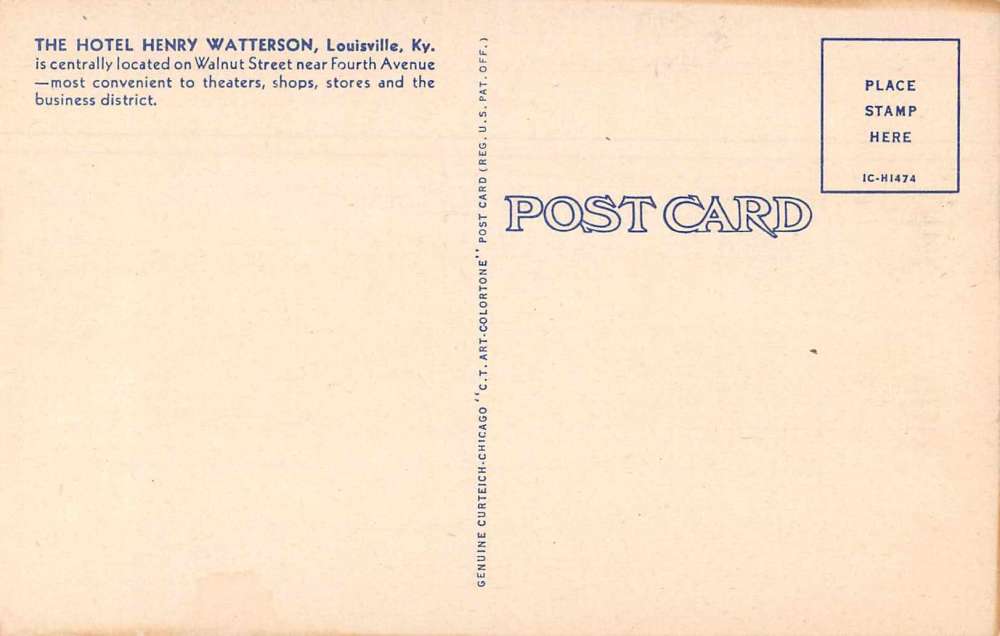 THE HOTEL HENRY WATTERSON, Louisville, Ky.
is centrally located on Walnut Street near Fourth Avenue
—most convenient to theaters, shops, stores and the
business district.
GENUINE CURTEICH-CHICAGO "C.T. ART-COLORTONE" POST CARD (REG. U.S. PAT. OFF.)
POST CARD
PLACE
STAMP
HERE
1C-H1474